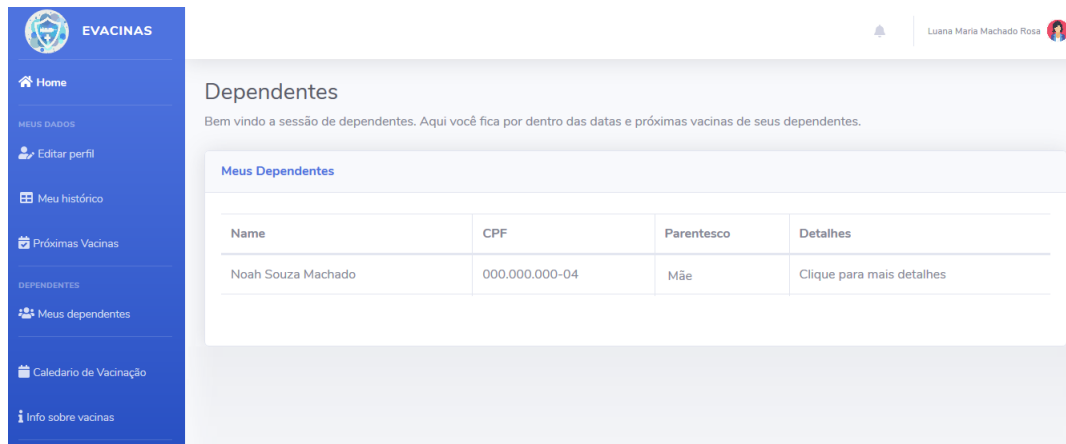 EVACINAS
Luana Maria Machado Rosa
Home
MEUS DADOS
Editar perfil
Meu histórico
Próximas Vacinas
DEPENDENTES
Meus dependentes
Caledario de Vacinação
Info sobre vacinas
Dependentes
Bem vindo a sessão de dependentes. Aqui você fica por dentro das datas e próximas vacinas de seus dependentes.
Meus Dependentes
Name CPF Parentesco Detalhes
Noah Souza Machado 000.000.000-04 Mãe Clique para mais detalhes